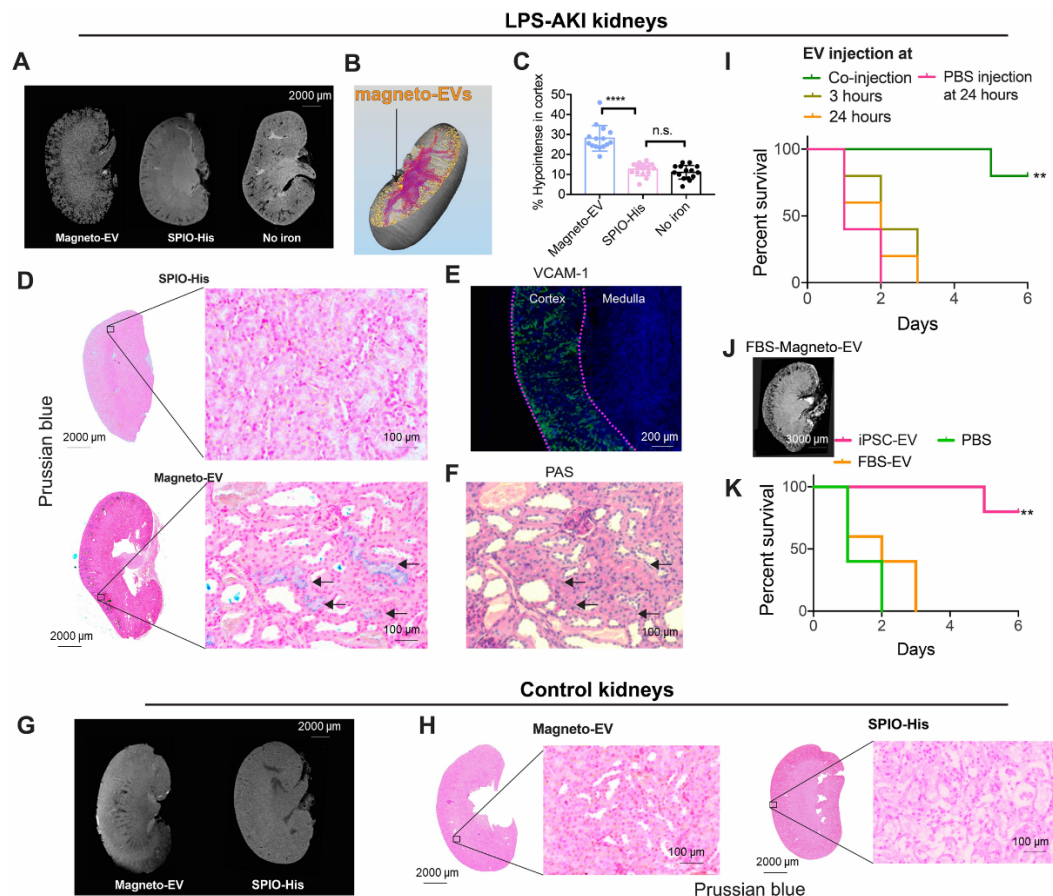 LPS-AKI kidneys
A
2000 µm
Magneto-EV
SPIO-His
No iron
B
magneto-EVs
C
% Hypointense in cortex
60
40
20
0
****
n.s.
Magneto-EV
SPIO-His
No iron
I
EV injection at
Co-injection
3 hours
24 hours
PBS injection
at 24 hours
Percent survival
100
50
0
**
0
2
4
6
Days
D
Prussian blue
SPIO-His
2000 µm
100 µm
Magneto-EV
2000 µm
100 µm
E
VCAM-1
Cortex
Medulla
200 µm
F
PAS
100 µm
J
FBS-Magneto-EV
3000 µm
iPSC-EV
PBS
FBS-EV
K
Percent survival
100
50
0
**
0
2
4
6
Days
Control kidneys
G
2000 µm
Magneto-EV
SPIO-His
H
Magneto-EV
2000 µm
100 µm
SPIO-His
2000 µm
100 µm
Prussian blue